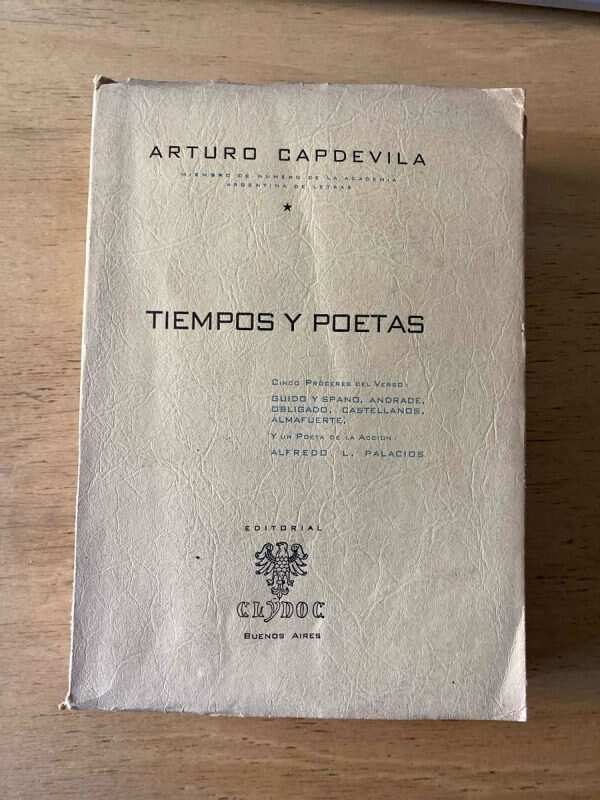 ARTURO CAPDEVILA
MIEMBRO DE NUMERO DE LA ACADEMIA
ARGENTINA DE LETRAS
TIEMPOS Y POETAS
CINCO PRÓCERES DEL VERSO:
GUIDO Y SPANO, ANDRADE,
OBLIGADO, CASTELLANOS,
ALMAFUERTE.
Y UN POETA DE LA ACCIÓN:
ALFREDO L. PALACIOS
EDITORIAL
CLYDOC
BUENOS AIRES